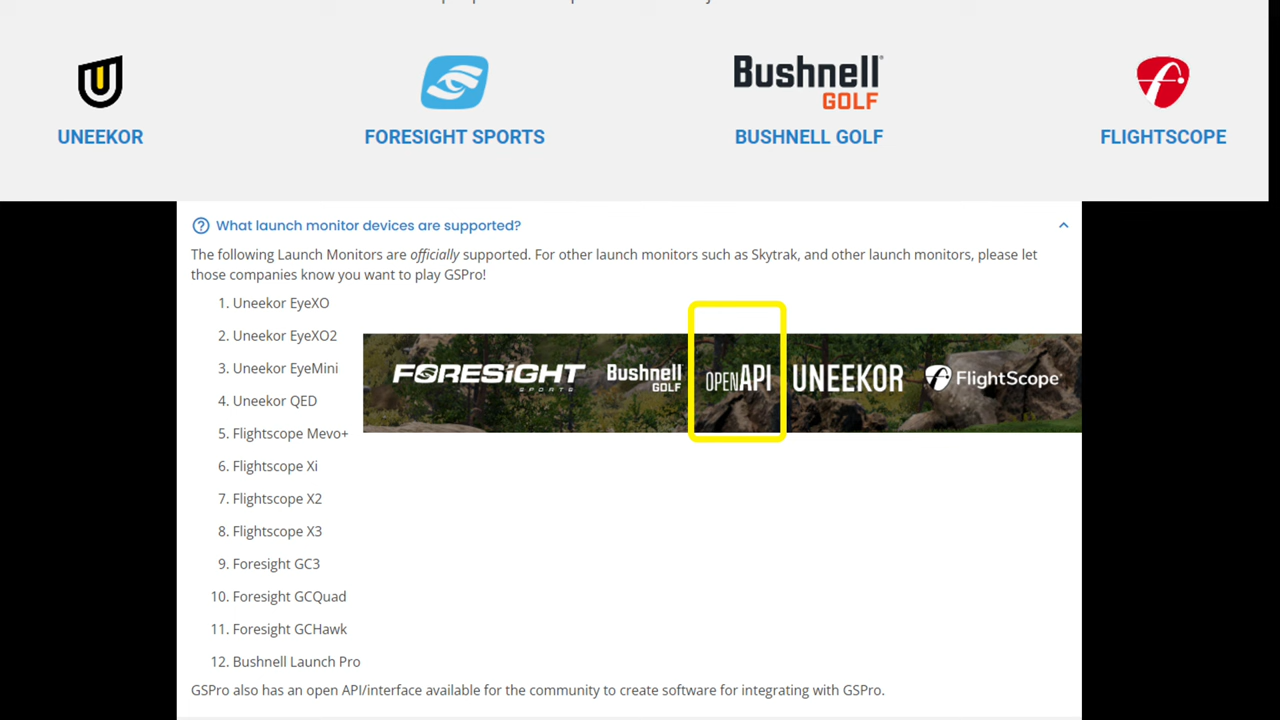 UNEEKOR
FORESIGHT SPORTS
Bushnell
GOLF
BUSHNELL GOLF
FLIGHTSCOPE
What launch monitor devices are supported?
The following Launch Monitors are officially supported. For other launch monitors such as Skytrak, and other launch monitors, please let
those companies know you want to play GSPro!
1. Uneekor EyeXO
2. Uneekor EyeXO2
3. Uneekor EyeMini
4. Uneekor QED
5. Flightscope Mevo+
6. Flightscope Xi
7. Flightscope X2
8. Flightscope X3
9. Foresight GC3
10. Foresight GCQuad
11. Foresight GCHawk
12. Bushnell Launch Pro
FORESIGHT
SPORTS
Bushnell
GOLF
OPENAPI
UNEEKOR
FlightScope
GSPro also has an open API/interface available for the community to create software for integrating with GSPro.